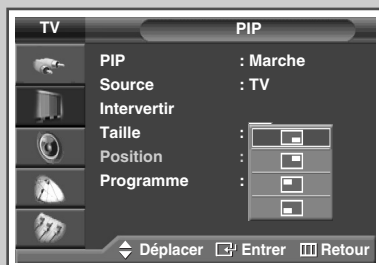 TV PIP
PIP : Marche
Source : TV
Intervertir
Taille :
Position :
Programme :
Déplacer Entrer Retour